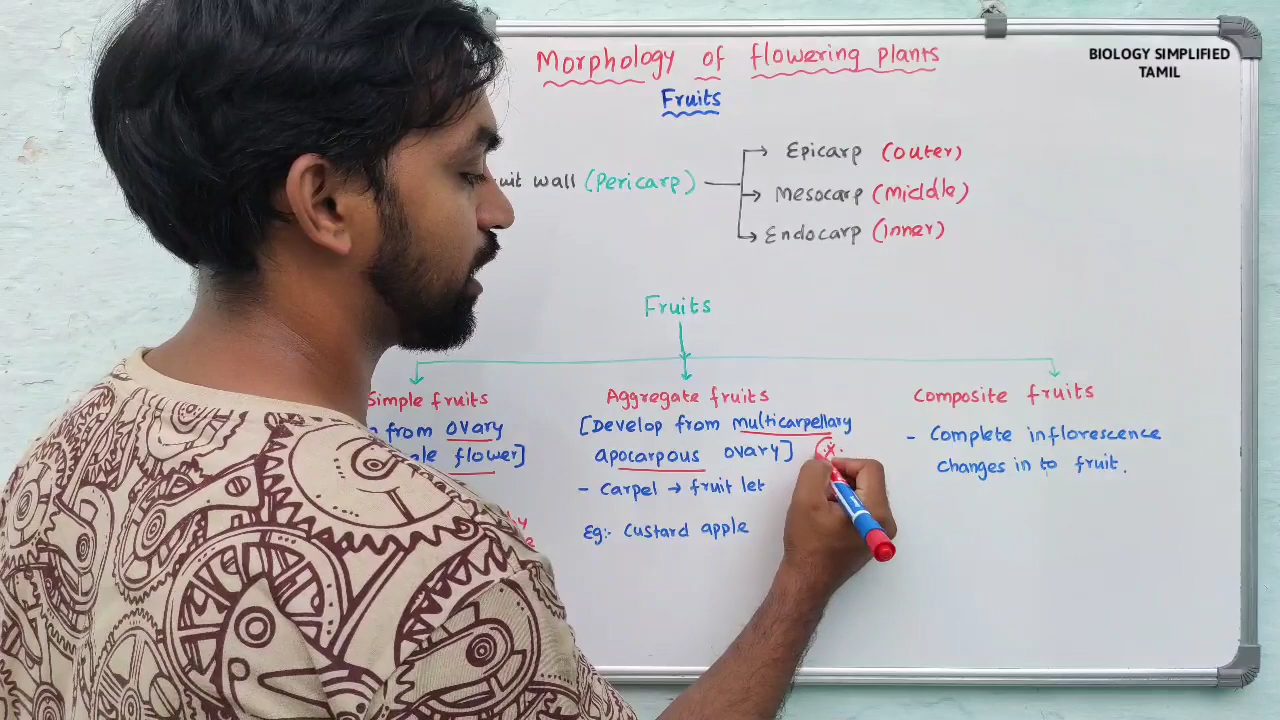 Morphology of flowering plants
BIOLOGY SIMPLIFIED
TAMIL
Fruits
wall (Pericarp)
Epicarp (outer)
Mesocarp (Middle)
Endocarp (inner)
Fruits
Simple fruits
from ovary
flower]
Aggregate fruits
[Develop from multicarpellary
apocarpous ovary]
- Carpel → fruit let
Eg:- Custard apple
Composite fruits
- Complete inflorescence
changes in to fruit.